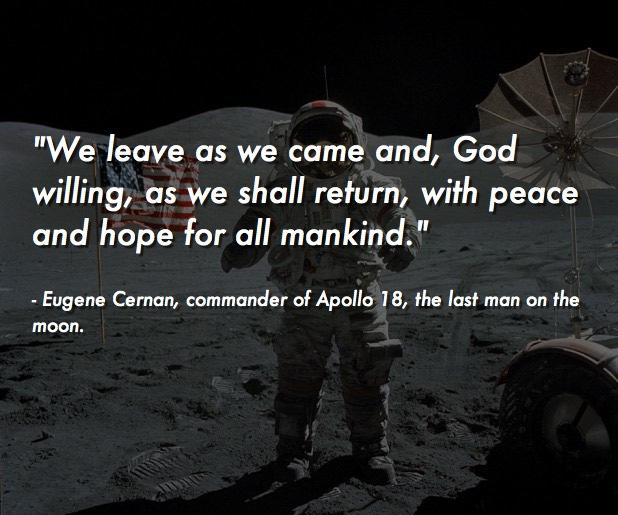 "We leave as we came and, God
willing, as we shall return, with peace
and hope for all mankind."
- Eugene Cernan, commander of Apollo 18, the last man on the
moon.